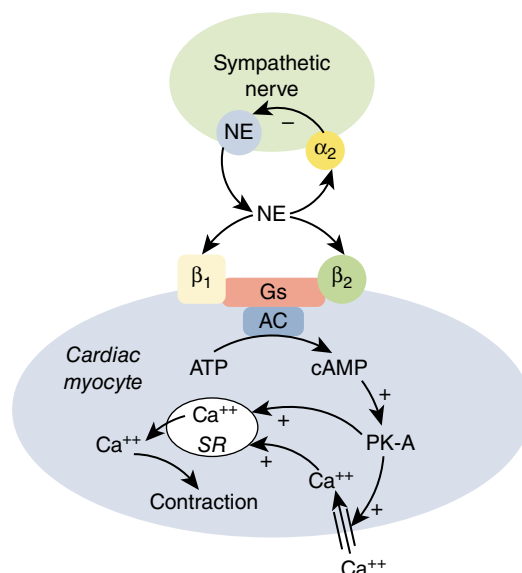 Sympathetic
nerve
NE
−
α2
NE
β1
β2
Gs
AC
Cardiac
myocyte
ATP
cAMP
+
Ca++
+
PK-A
SR
Ca++
+
Ca++
Contraction
+
Ca++